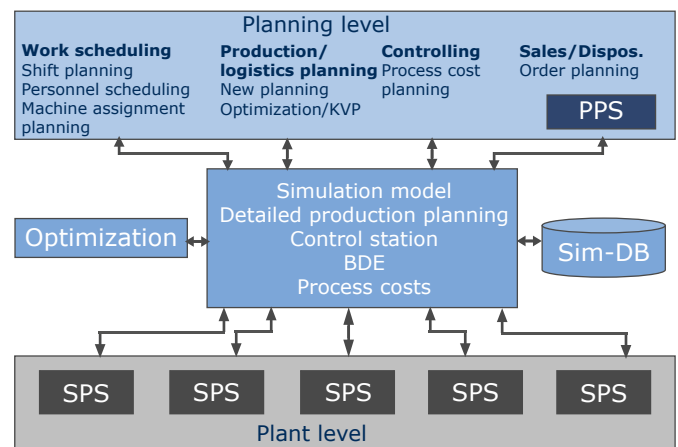 Planning level
Work scheduling
Shift planning
Personnel scheduling
Machine assignment
planning
Production/
logistics planning
New planning
Optimization/KVP
Controlling
Process cost
planning
Sales/Dispos.
Order planning
PPS
Simulation model
Detailed production planning
Control station
BDE
Process costs
Optimization
Sim-DB
SPS
SPS
SPS
SPS
SPS
Plant level